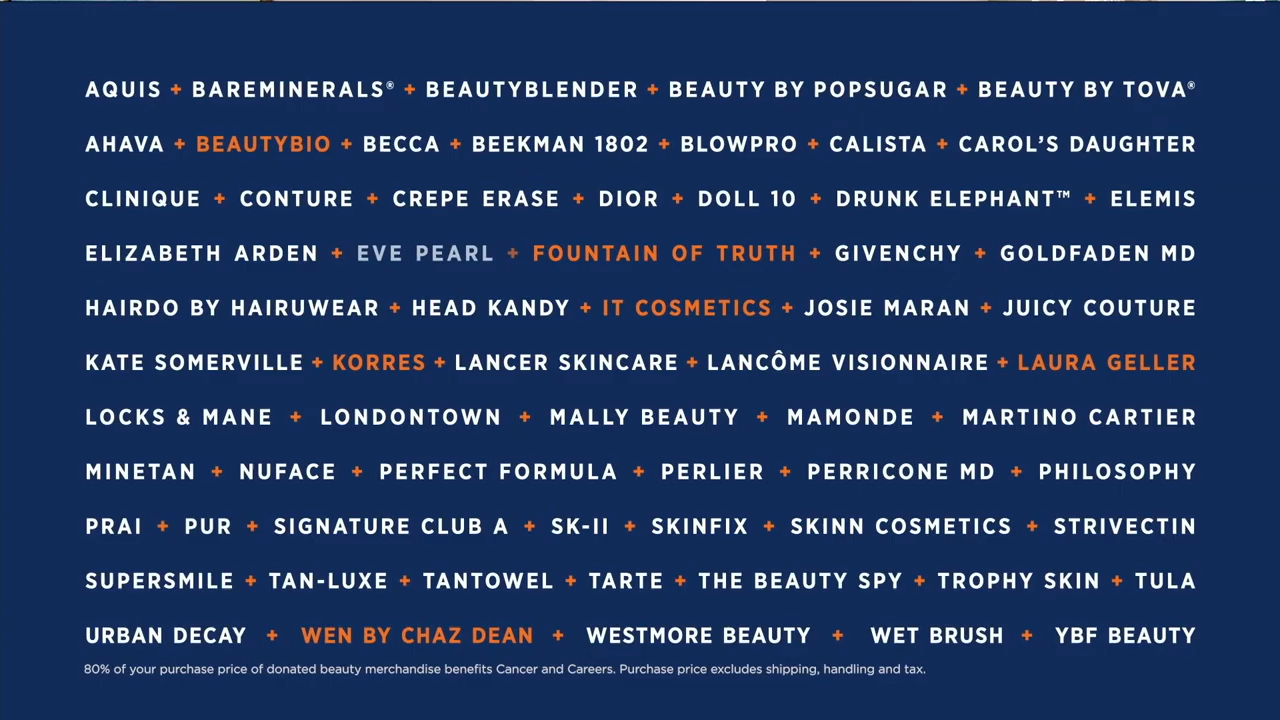 AQUIS + BAREMINERALS® + BEAUTYBLENDER + BEAUTY BY POPSUGAR + BEAUTY BY TOVA®
AHAVA + BEAUTYBIO + BECCA + BEEKMAN 1802 + BLOWPRO + CALISTA + CAROL’S DAUGHTER
CLINIQUE + CONTURE + CREPE ERASE + DIOR + DOLL 10 + DRUNK ELEPHANT™ + ELEMIS
ELIZABETH ARDEN + EVE PEARL + FOUNTAIN OF TRUTH + GIVENCHY + GOLDFADEN MD
HAIRDO BY HAIRUWEAR + HEAD KANDY + IT COSMETICS + JOSIE MARAN + JUICY COUTURE
KATE SOMERVILLE + KORRES + LANCER SKINCARE + LANCÔME VISIONNAIRE + LAURA GELLER
LOCKS & MANE + LONDONTOWN + MALLY BEAUTY + MAMONDE + MARTINO CARTIER
MINETAN + NUFACE + PERFECT FORMULA + PERLIER + PERRICONE MD + PHILOSOPHY
PRAI + PUR + SIGNATURE CLUB A + SK-II + SKINFIX + SKINN COSMETICS + STRIVECTIN
SUPERSMILE + TAN-LUXE + TANTOWEL + TARTE + THE BEAUTY SPY + TROPHY SKIN + TULA
URBAN DECAY + WEN BY CHAZ DEAN + WESTMORE BEAUTY + WET BRUSH + YBF BEAUTY
80% of your purchase price of donated beauty merchandise benefits Cancer and Careers. Purchase price excludes shipping, handling and tax.